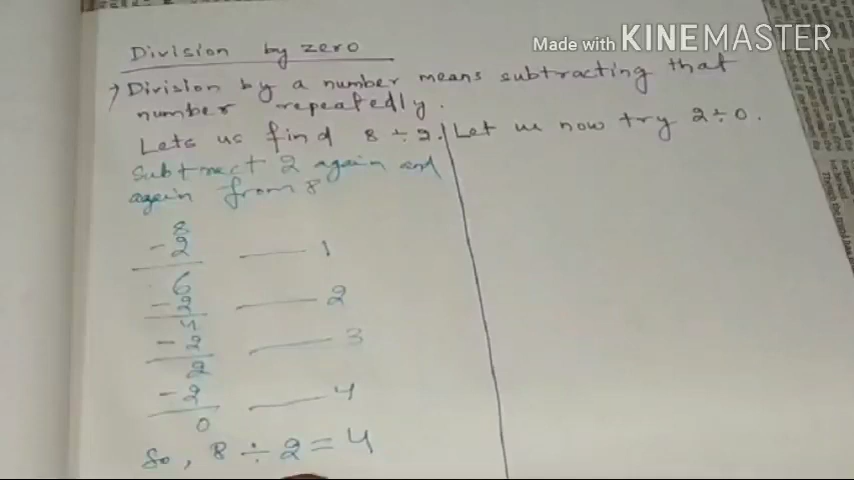 Made with KINEMASTER
Division by zero
Division by a number means subtracting that
number repeatedly.
Lets us find 8 ÷ 2.
Subtract 2 again and
again from 8
8
- 2 —— 1
6
- 2 —— 2
4
- 2 —— 3
2
- 2 —— 4
0
So, 8 ÷ 2 = 4
Let us now try 2 ÷ 0.